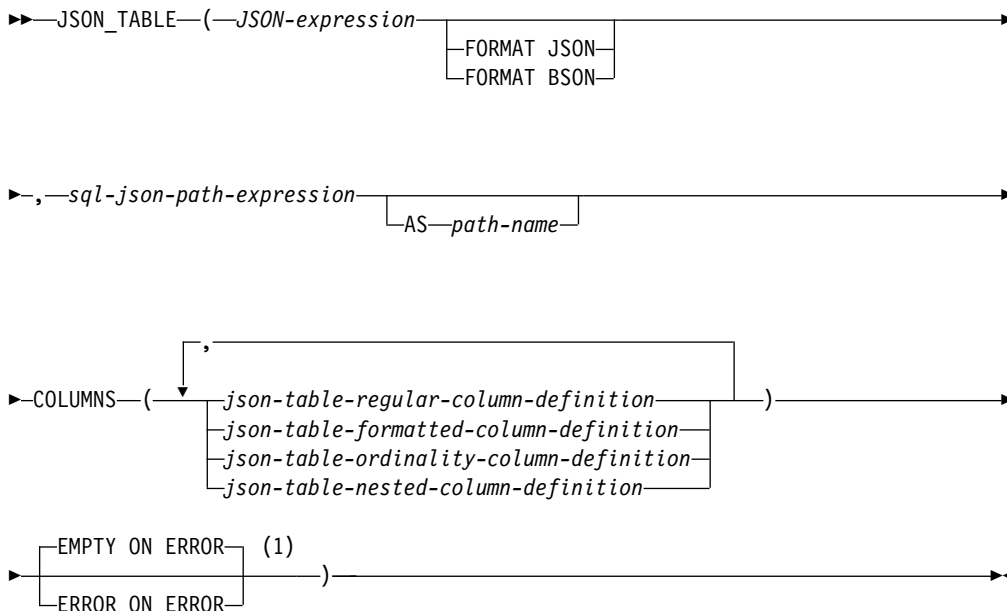 JSON_TABLE ( JSON-expression
FORMAT JSON
FORMAT BSON
, sql-json-path-expression
AS path-name
,
COLUMNS ( json-table-regular-column-definition )
json-table-formatted-column-definition
json-table-ordinality-column-definition
json-table-nested-column-definition
EMPTY ON ERROR (1)
)
ERROR ON ERROR